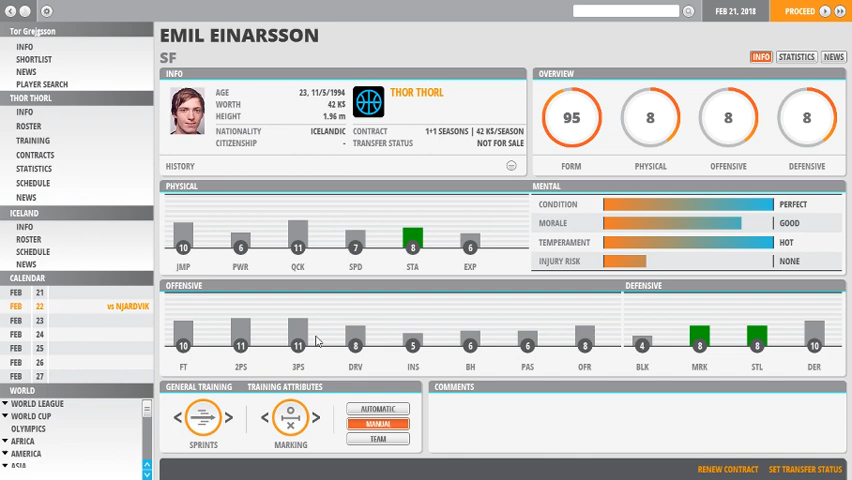 FEB 21, 2018
PROCEED
Tor Grejgsson
INFO
SHORTLIST
NEWS
PLAYER SEARCH
THOR THORL
INFO
ROSTER
TRAINING
CONTRACTS
STATISTICS
SCHEDULE
NEWS
ICELAND
INFO
ROSTER
SCHEDULE
NEWS
CALENDAR
FEB 21
FEB 22 vs NJARDVIK
FEB 23
FEB 24
FEB 25
FEB 26
FEB 27
WORLD
WORLD LEAGUE
WORLD CUP
OLYMPICS
AFRICA
AMERICA
ASIA
EMIL EINARSSON
SF
INFO STATISTICS NEWS
INFO
AGE 23, 11/5/1994
WORTH 42 K$
HEIGHT 1.96 m
NATIONALITY ICELANDIC
CITIZENSHIP -
THOR THORL
CONTRACT 1+1 SEASONS | 42 K$/SEASON
TRANSFER STATUS NOT FOR SALE
HISTORY
OVERVIEW
95 8 8 8
FORM PHYSICAL OFFENSIVE DEFENSIVE
PHYSICAL
10 6 11 7 8 6
JMP PWR QCK SPD STA EXP
MENTAL
CONDITION PERFECT
MORALE GOOD
TEMPERAMENT HOT
INJURY RISK NONE
OFFENSIVE
10 11 11 8 5 6 6 8
FT 2PS 3PS DRV INS BH PAS OFR
DEFENSIVE
4 8 8 10
BLK MRK STL DER
GENERAL TRAINING
SPRINTS
TRAINING ATTRIBUTES
MARKING
AUTOMATIC
MANUAL
TEAM
COMMENTS
RENEW CONTRACT SET TRANSFER STATUS